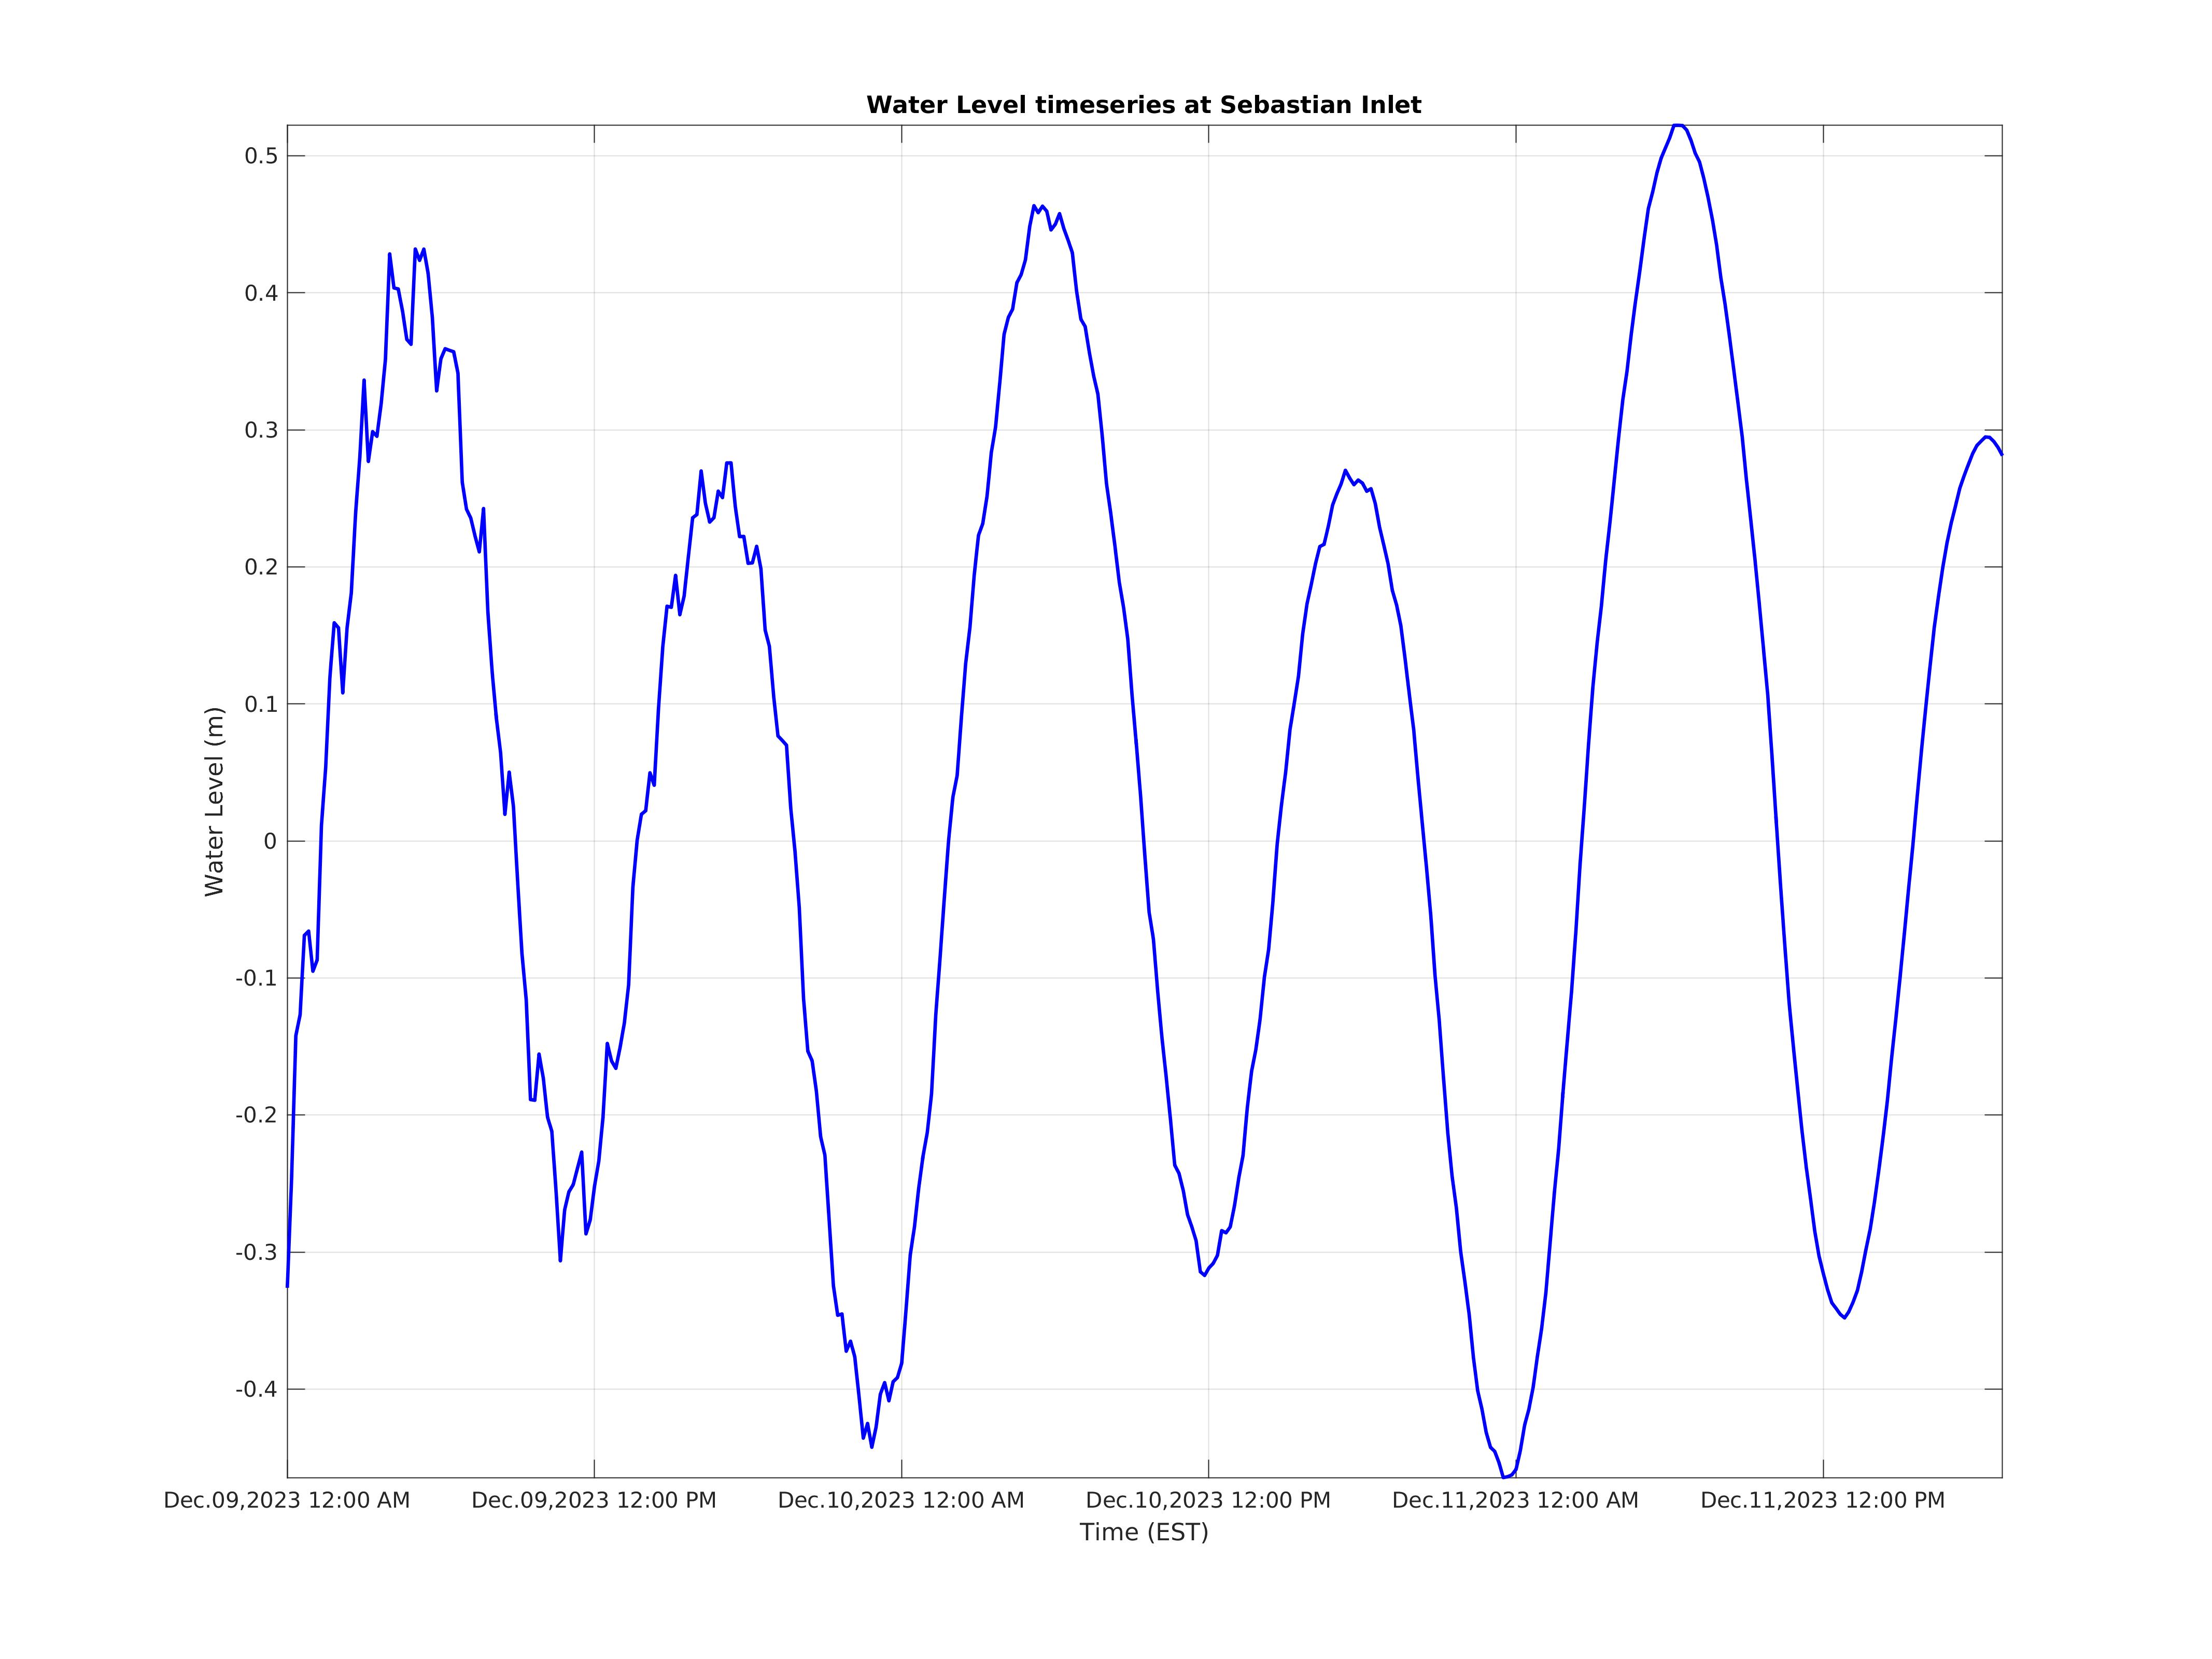 Water Level timeseries at Sebastian Inlet
0.5
0.4
0.3
0.2
0.1
0
-0.1
-0.2
-0.3
-0.4
Water Level (m)
Dec.09,2023 12:00 AM Dec.09,2023 12:00 PM Dec.10,2023 12:00 AM Dec.10,2023 12:00 PM Dec.11,2023 12:00 AM Dec.11,2023 12:00 PM
Time (EST)